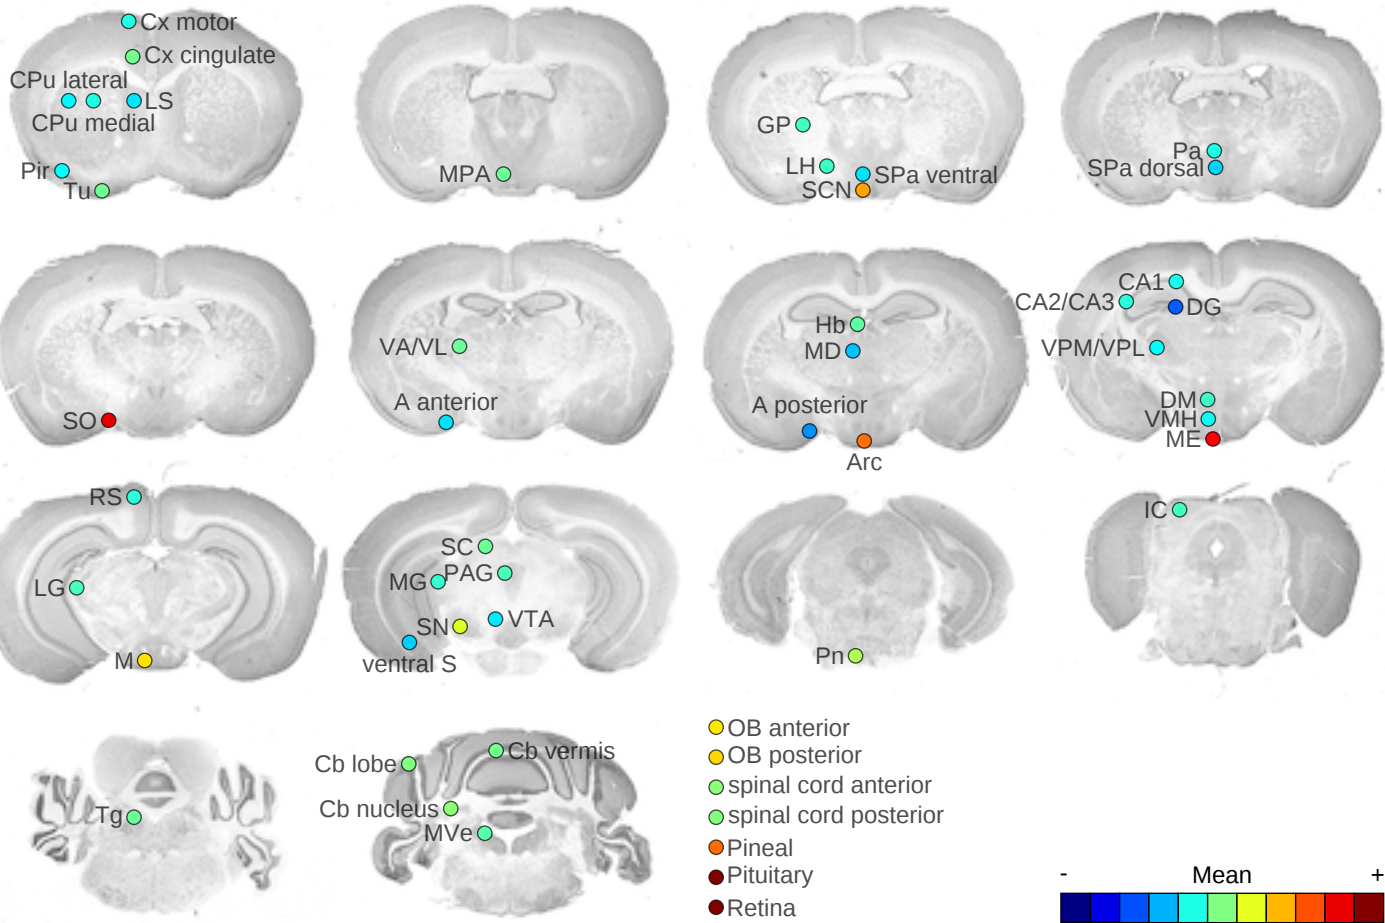 Cx motor
Cx cingulate
CPu lateral
LS
CPu medial
Pir
Tu
MPA
GP
LH
SPa ventral
SCN
Pa
SPa dorsal
SO
VA/VL
A anterior
Hb
MD
A posterior
Arc
CA1
CA2/CA3
DG
VPM/VPL
DM
VMH
ME
RS
LG
M
SC
MG
PAG
SN
VTA
ventral S
Pn
IC
Tg
Cb lobe
Cb vermis
Cb nucleus
MVe
OB anterior
OB posterior
spinal cord anterior
spinal cord posterior
Pineal
Pituitary
Retina
- Mean +